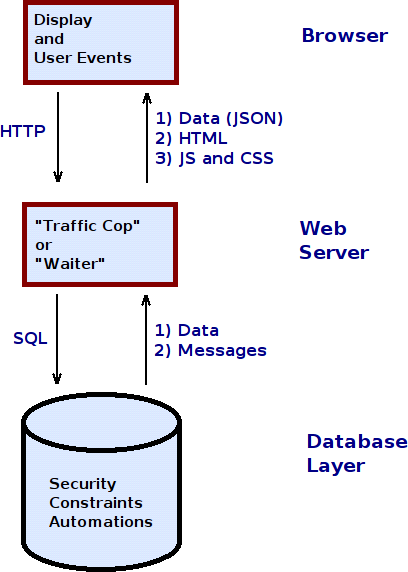 Display
and
User Events
Browser
HTTP
1) Data (JSON)
2) HTML
3) JS and CSS
"Traffic Cop"
or
"Waiter"
Web
Server
SQL
1) Data
2) Messages
Database
Layer
Security
Constraints
Automations